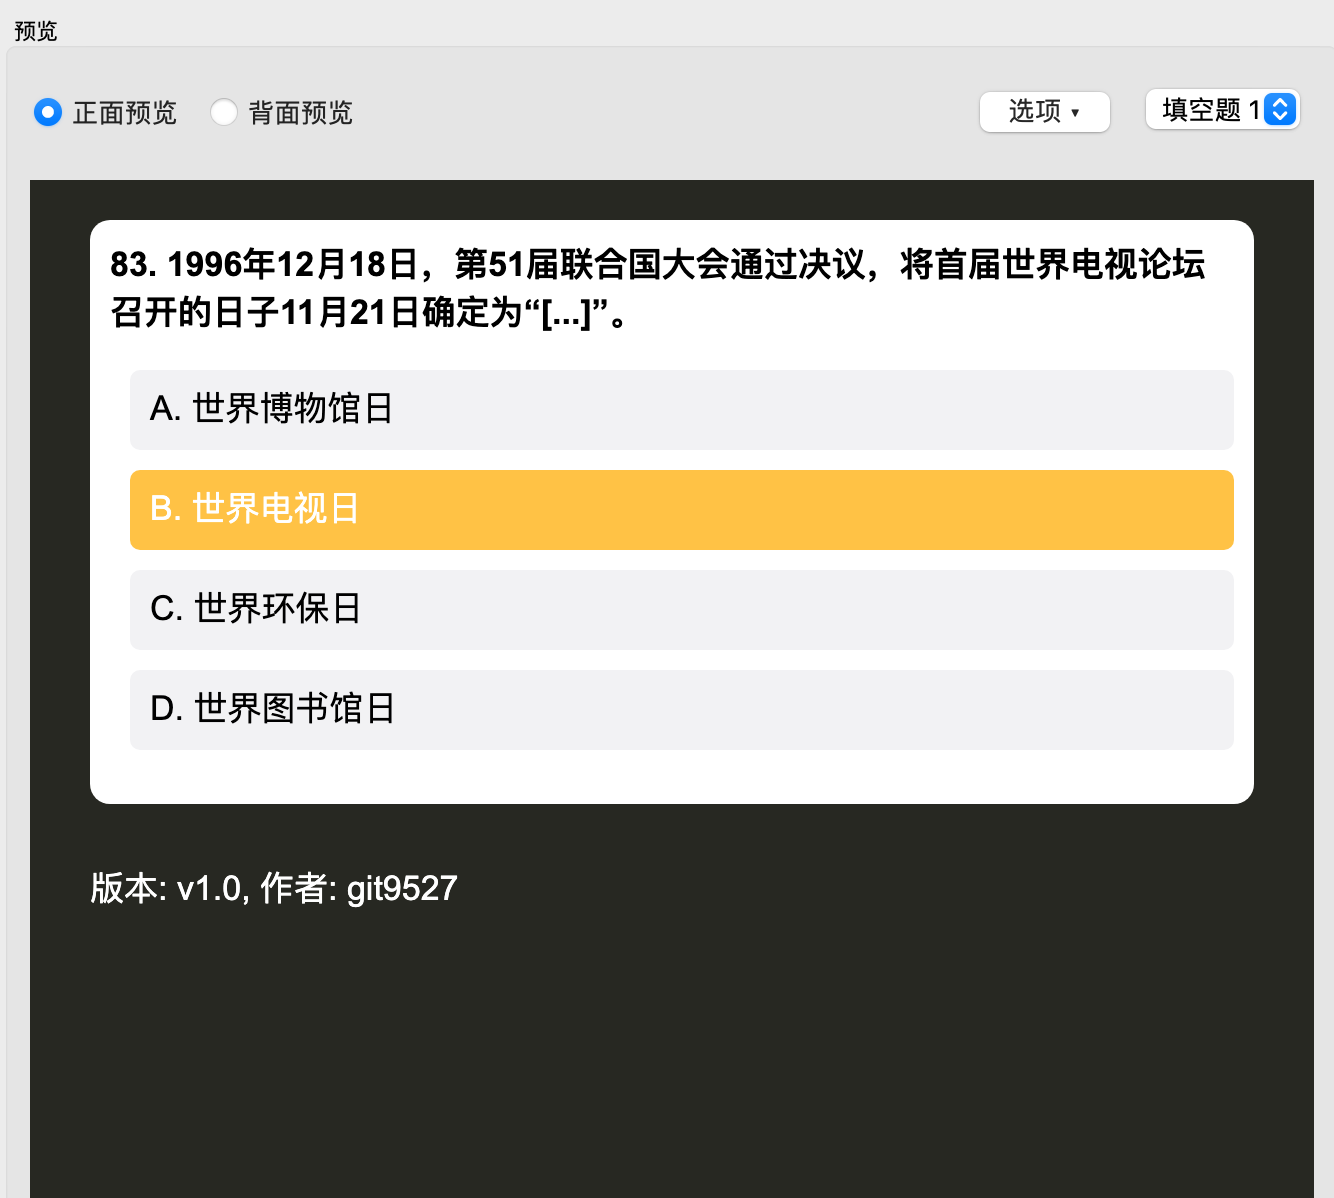 预览
正面预览 背面预览 选项 ▾ 填空题 1
83. 1996年12月18日，第51届联合国大会通过决议，将首届世界电视论坛
召开的日子11月21日确定为“[...]”。
A. 世界博物馆日
B. 世界电视日
C. 世界环保日
D. 世界图书馆日
版本: v1.0, 作者: git9527